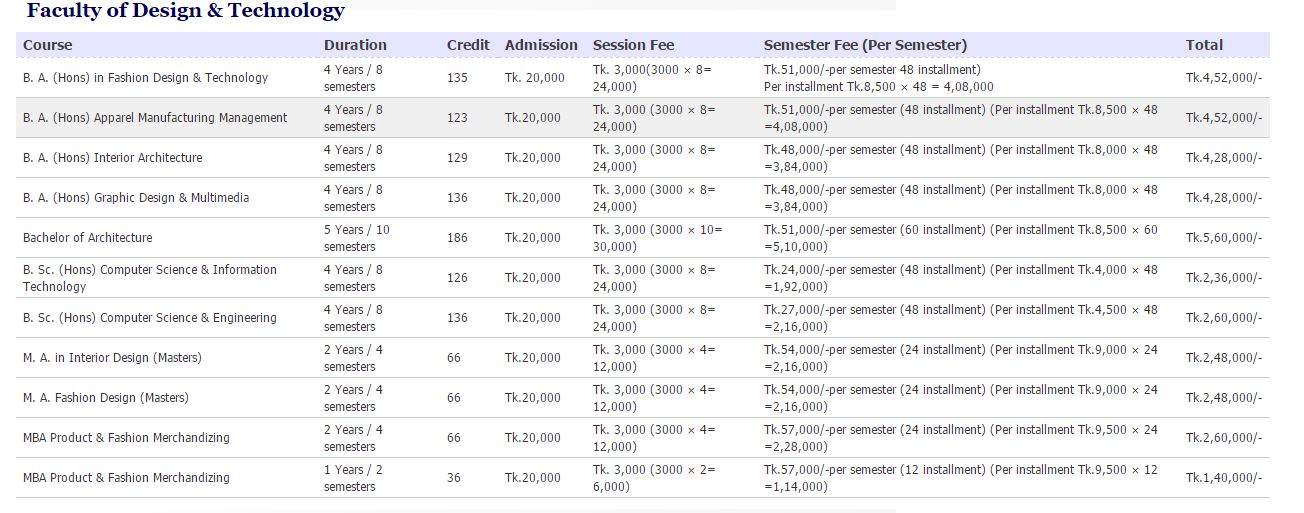 Faculty of Design & Technology
Course Duration Credit Admission Session Fee Semester Fee (Per Semester) Total
B. A. (Hons) in Fashion Design & Technology 4 Years / 8 semesters 135 Tk. 20,000 Tk. 3,000(3000 × 8= 24,000) Tk.51,000/-per semester 48 installment) Per installment Tk.8,500 × 48 = 4,08,000 Tk.4,52,000/-
B. A. (Hons) Apparel Manufacturing Management 4 Years / 8 semesters 123 Tk.20,000 Tk. 3,000 (3000 × 8= 24,000) Tk.51,000/-per semester (48 installment) (Per installment Tk.8,500 × 48 =4,08,000) Tk.4,52,000/-
B. A. (Hons) Interior Architecture 4 Years / 8 semesters 129 Tk.20,000 Tk. 3,000 (3000 × 8= 24,000) Tk.48,000/-per semester (48 installment) (Per installment Tk.8,000 × 48 =3,84,000) Tk.4,28,000/-
B. A. (Hons) Graphic Design & Multimedia 4 Years / 8 semesters 136 Tk.20,000 Tk. 3,000 (3000 × 8= 24,000) Tk.48,000/-per semester (48 installment) (Per installment Tk.8,000 × 48 =3,84,000) Tk.4,28,000/-
Bachelor of Architecture 5 Years / 10 semesters 186 Tk.20,000 Tk. 3,000 (3000 × 10= 30,000) Tk.51,000/-per semester (60 installment) (Per installment Tk.8,500 × 60 =5,10,000) Tk.5,60,000/-
B. Sc. (Hons) Computer Science & Information Technology 4 Years / 8 semesters 126 Tk.20,000 Tk. 3,000 (3000 × 8= 24,000) Tk.24,000/-per semester (48 installment) (Per installment Tk.4,000 × 48 =1,92,000) Tk.2,36,000/-
B. Sc. (Hons) Computer Science & Engineering 4 Years / 8 semesters 136 Tk.20,000 Tk. 3,000 (3000 × 8= 24,000) Tk.27,000/-per semester (48 installment) (Per installment Tk.4,500 × 48 =2,16,000) Tk.2,60,000/-
M. A. in Interior Design (Masters) 2 Years / 4 semesters 66 Tk.20,000 Tk. 3,000 (3000 × 4= 12,000) Tk.54,000/-per semester (24 installment) (Per installment Tk.9,000 × 24 =2,16,000) Tk.2,48,000/-
M. A. Fashion Design (Masters) 2 Years / 4 semesters 66 Tk.20,000 Tk. 3,000 (3000 × 4= 12,000) Tk.54,000/-per semester (24 installment) (Per installment Tk.9,000 × 24 =2,16,000) Tk.2,48,000/-
MBA Product & Fashion Merchandizing 2 Years / 4 semesters 66 Tk.20,000 Tk. 3,000 (3000 × 4= 12,000) Tk.57,000/-per semester (24 installment) (Per installment Tk.9,500 × 24 =2,28,000) Tk.2,60,000/-
MBA Product & Fashion Merchandizing 1 Years / 2 semesters 36 Tk.20,000 Tk. 3,000 (3000 × 2= 6,000) Tk.57,000/-per semester (12 installment) (Per installment Tk.9,500 × 12 =1,14,000) Tk.1,40,000/-